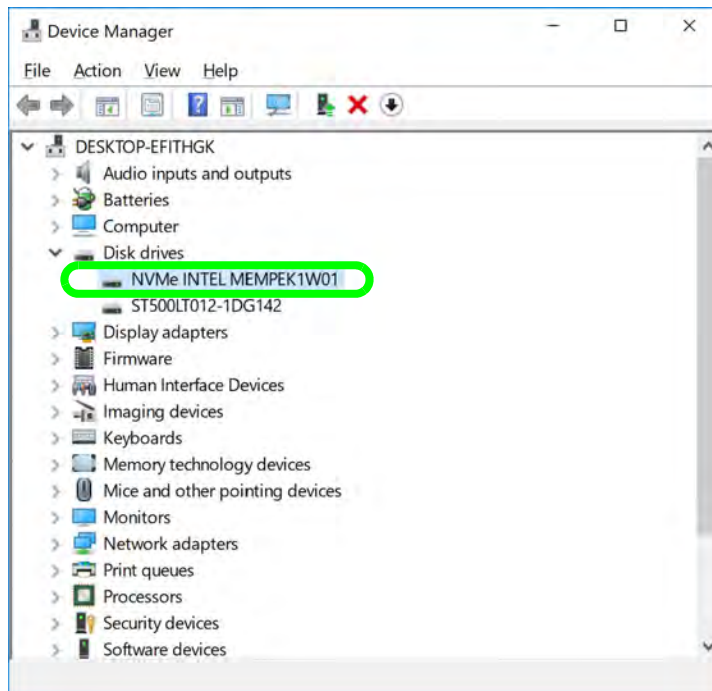 Device Manager
File Action View Help
DESKTOP-EFITHGK
Audio inputs and outputs
Batteries
Computer
Disk drives
NVMe INTEL MEMPEK1W01
ST500LT012-1DG142
Display adapters
Firmware
Human Interface Devices
Imaging devices
Keyboards
Memory technology devices
Mice and other pointing devices
Monitors
Network adapters
Print queues
Processors
Security devices
Software devices